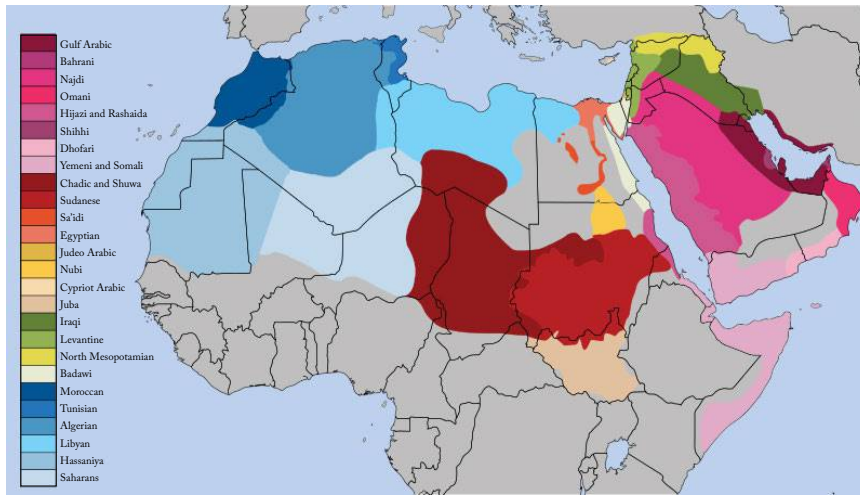 Gulf Arabic
Bahrani
Najdi
Omani
Hijazi and Rashaida
Shihhi
Dhofari
Yemeni and Somali
Chadic and Shuwa
Sudanese
Sa'idi
Egyptian
Judeo Arabic
Nubi
Cypriot Arabic
Juba
Iraqi
Levantine
North Mesopotamian
Badawi
Moroccan
Tunisian
Algerian
Libyan
Hassaniya
Saharans